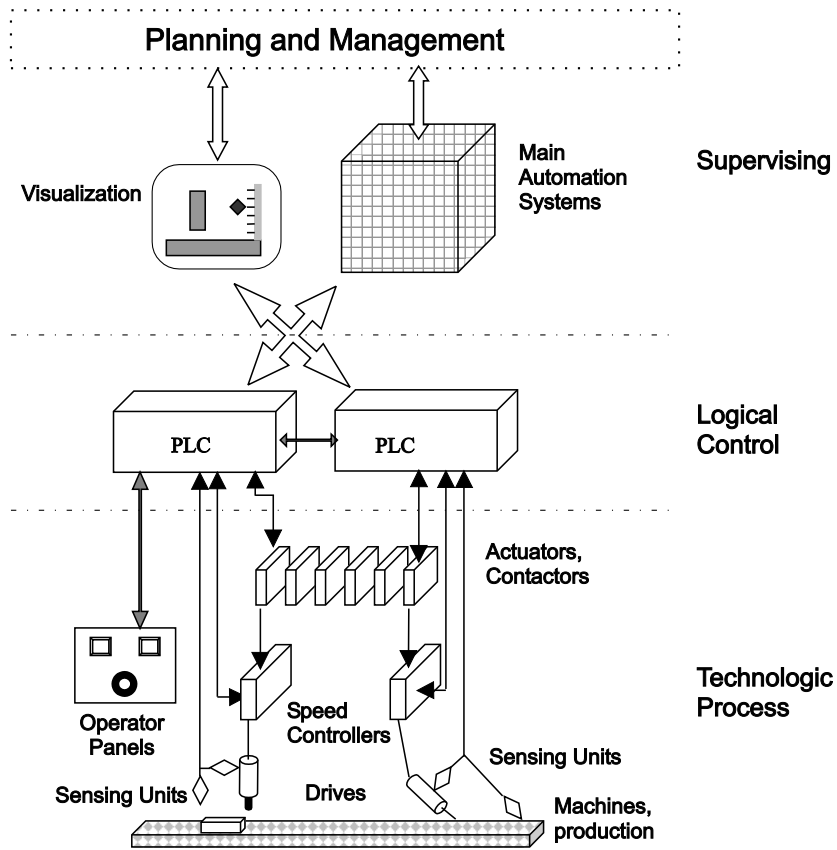 Planning and Management
Visualization
Main
Automation
Systems
Supervising
PLC
PLC
Logical
Control
Actuators,
Contactors
Operator
Panels
Speed
Controllers
Technologic
Process
Sensing Units
Drives
Sensing Units
Machines,
production